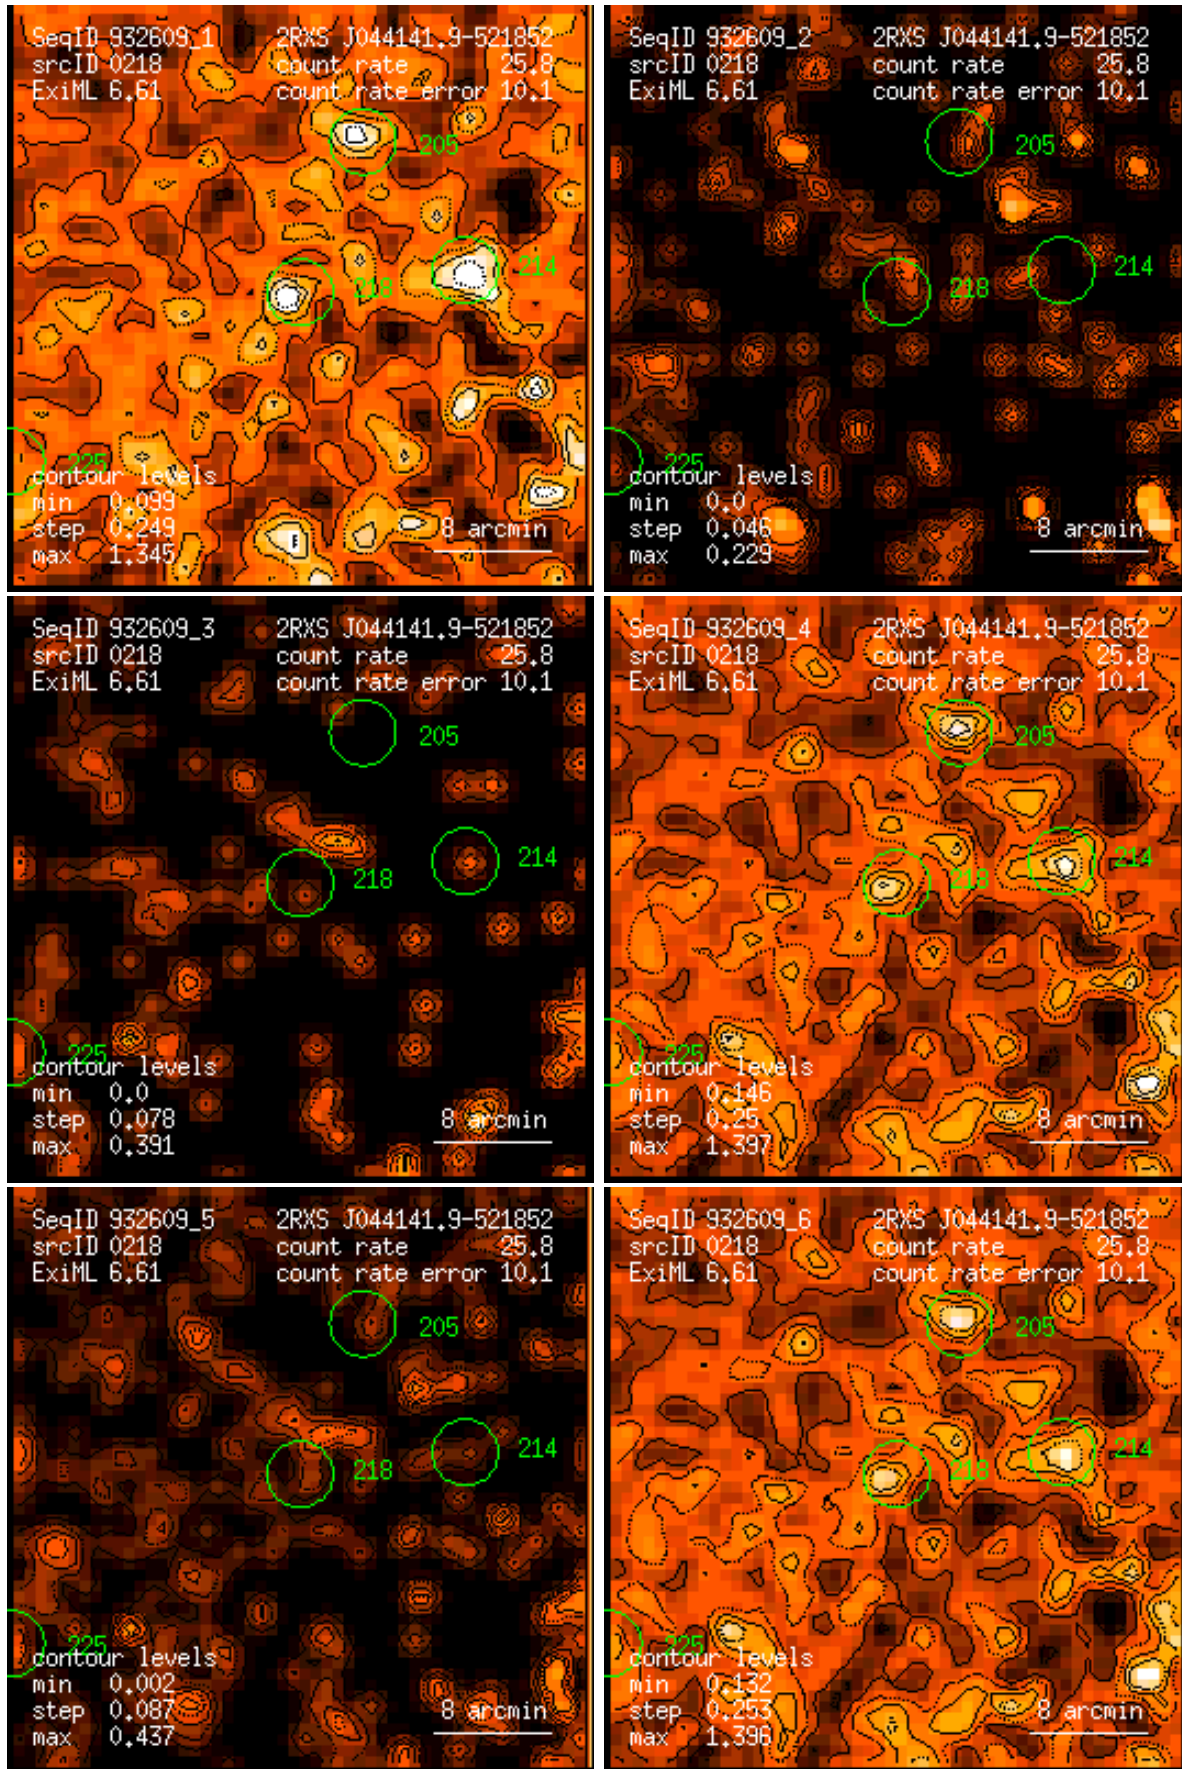 SeqID 932609_1 2RXS J044141.9-521852
srcID 0218 count rate 25.8
ExiML 6.61 count rate error 10.1
205
214
218
225
contour levels
min 0.099
step 0.249
max 1.345
8 arcmin
SeqID 932609_2 2RXS J044141.9-521852
srcID 0218 count rate 25.8
ExiML 6.61 count rate error 10.1
205
214
218
225
contour levels
min 0.0
step 0.046
max 0.229
8 arcmin
SeqID 932609_3 2RXS J044141.9-521852
srcID 0218 count rate 25.8
ExiML 6.61 count rate error 10.1
205
214
218
225
contour levels
min 0.0
step 0.078
max 0.391
8 arcmin
SeqID 932609_4 2RXS J044141.9-521852
srcID 0218 count rate 25.8
ExiML 6.61 count rate error 10.1
205
214
218
225
contour levels
min 0.146
step 0.25
max 1.397
8 arcmin
SeqID 932609_5 2RXS J044141.9-521852
srcID 0218 count rate 25.8
ExiML 6.61 count rate error 10.1
205
214
218
225
contour levels
min 0.002
step 0.087
max 0.437
8 arcmin
SeqID 932609_6 2RXS J044141.9-521852
srcID 0218 count rate 25.8
ExiML 6.61 count rate error 10.1
205
214
218
225
contour levels
min 0.132
step 0.253
max 1.396
8 arcmin